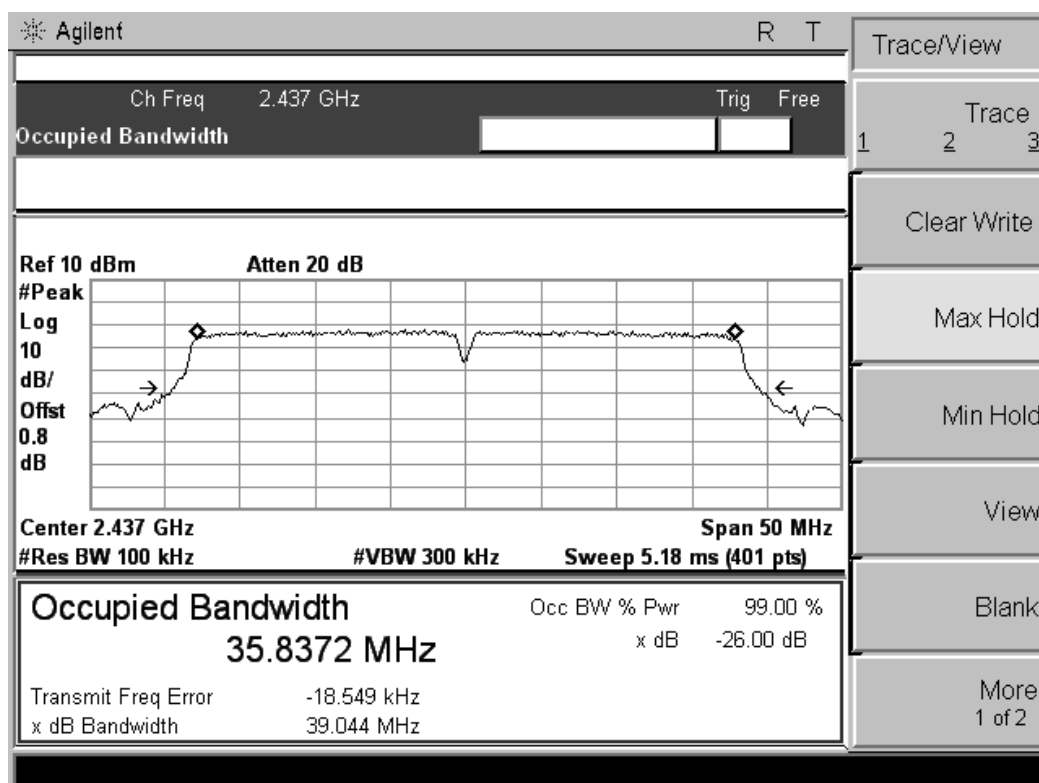 Agilent R T
Ch Freq 2.437 GHz Trig Free
Occupied Bandwidth
Ref 10 dBm Atten 20 dB
#Peak
Log
10
dB/
Offst
0.8
dB
Center 2.437 GHz Span 50 MHz
#Res BW 100 kHz #VBW 300 kHz Sweep 5.18 ms (401 pts)
Occupied Bandwidth Occ BW % Pwr 99.00 %
35.8372 MHz x dB -26.00 dB
Transmit Freq Error -18.549 kHz
x dB Bandwidth 39.044 MHz
Trace/View
Trace
1 2 3
Clear Write
Max Hold
Min Hold
View
Blank
More
1 of 2